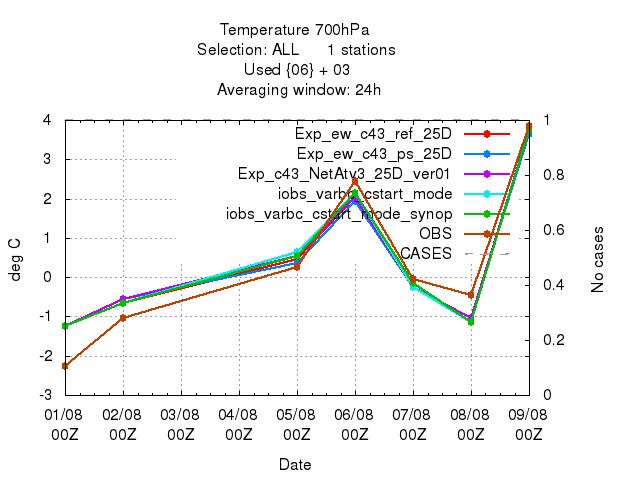 Temperature 700hPa
Selection: ALL 1 stations
Used {06} + 03
Averaging window: 24h
4
3
2
1
0
-1
-2
-3
deg C
1
0.8
0.6
0.4
0.2
0
No cases
Exp_ew_c43_ref_25D
Exp_ew_c43_ps_25D
Exp_c43_NetAtv3_25D_ver01
iobs_varbc_cstart_mode
iobs_varbc_cstart_mode_synop
OBS
CASES
01/08 02/08 03/08 04/08 05/08 06/08 07/08 08/08 09/08
00Z 00Z 00Z 00Z 00Z 00Z 00Z 00Z 00Z
Date